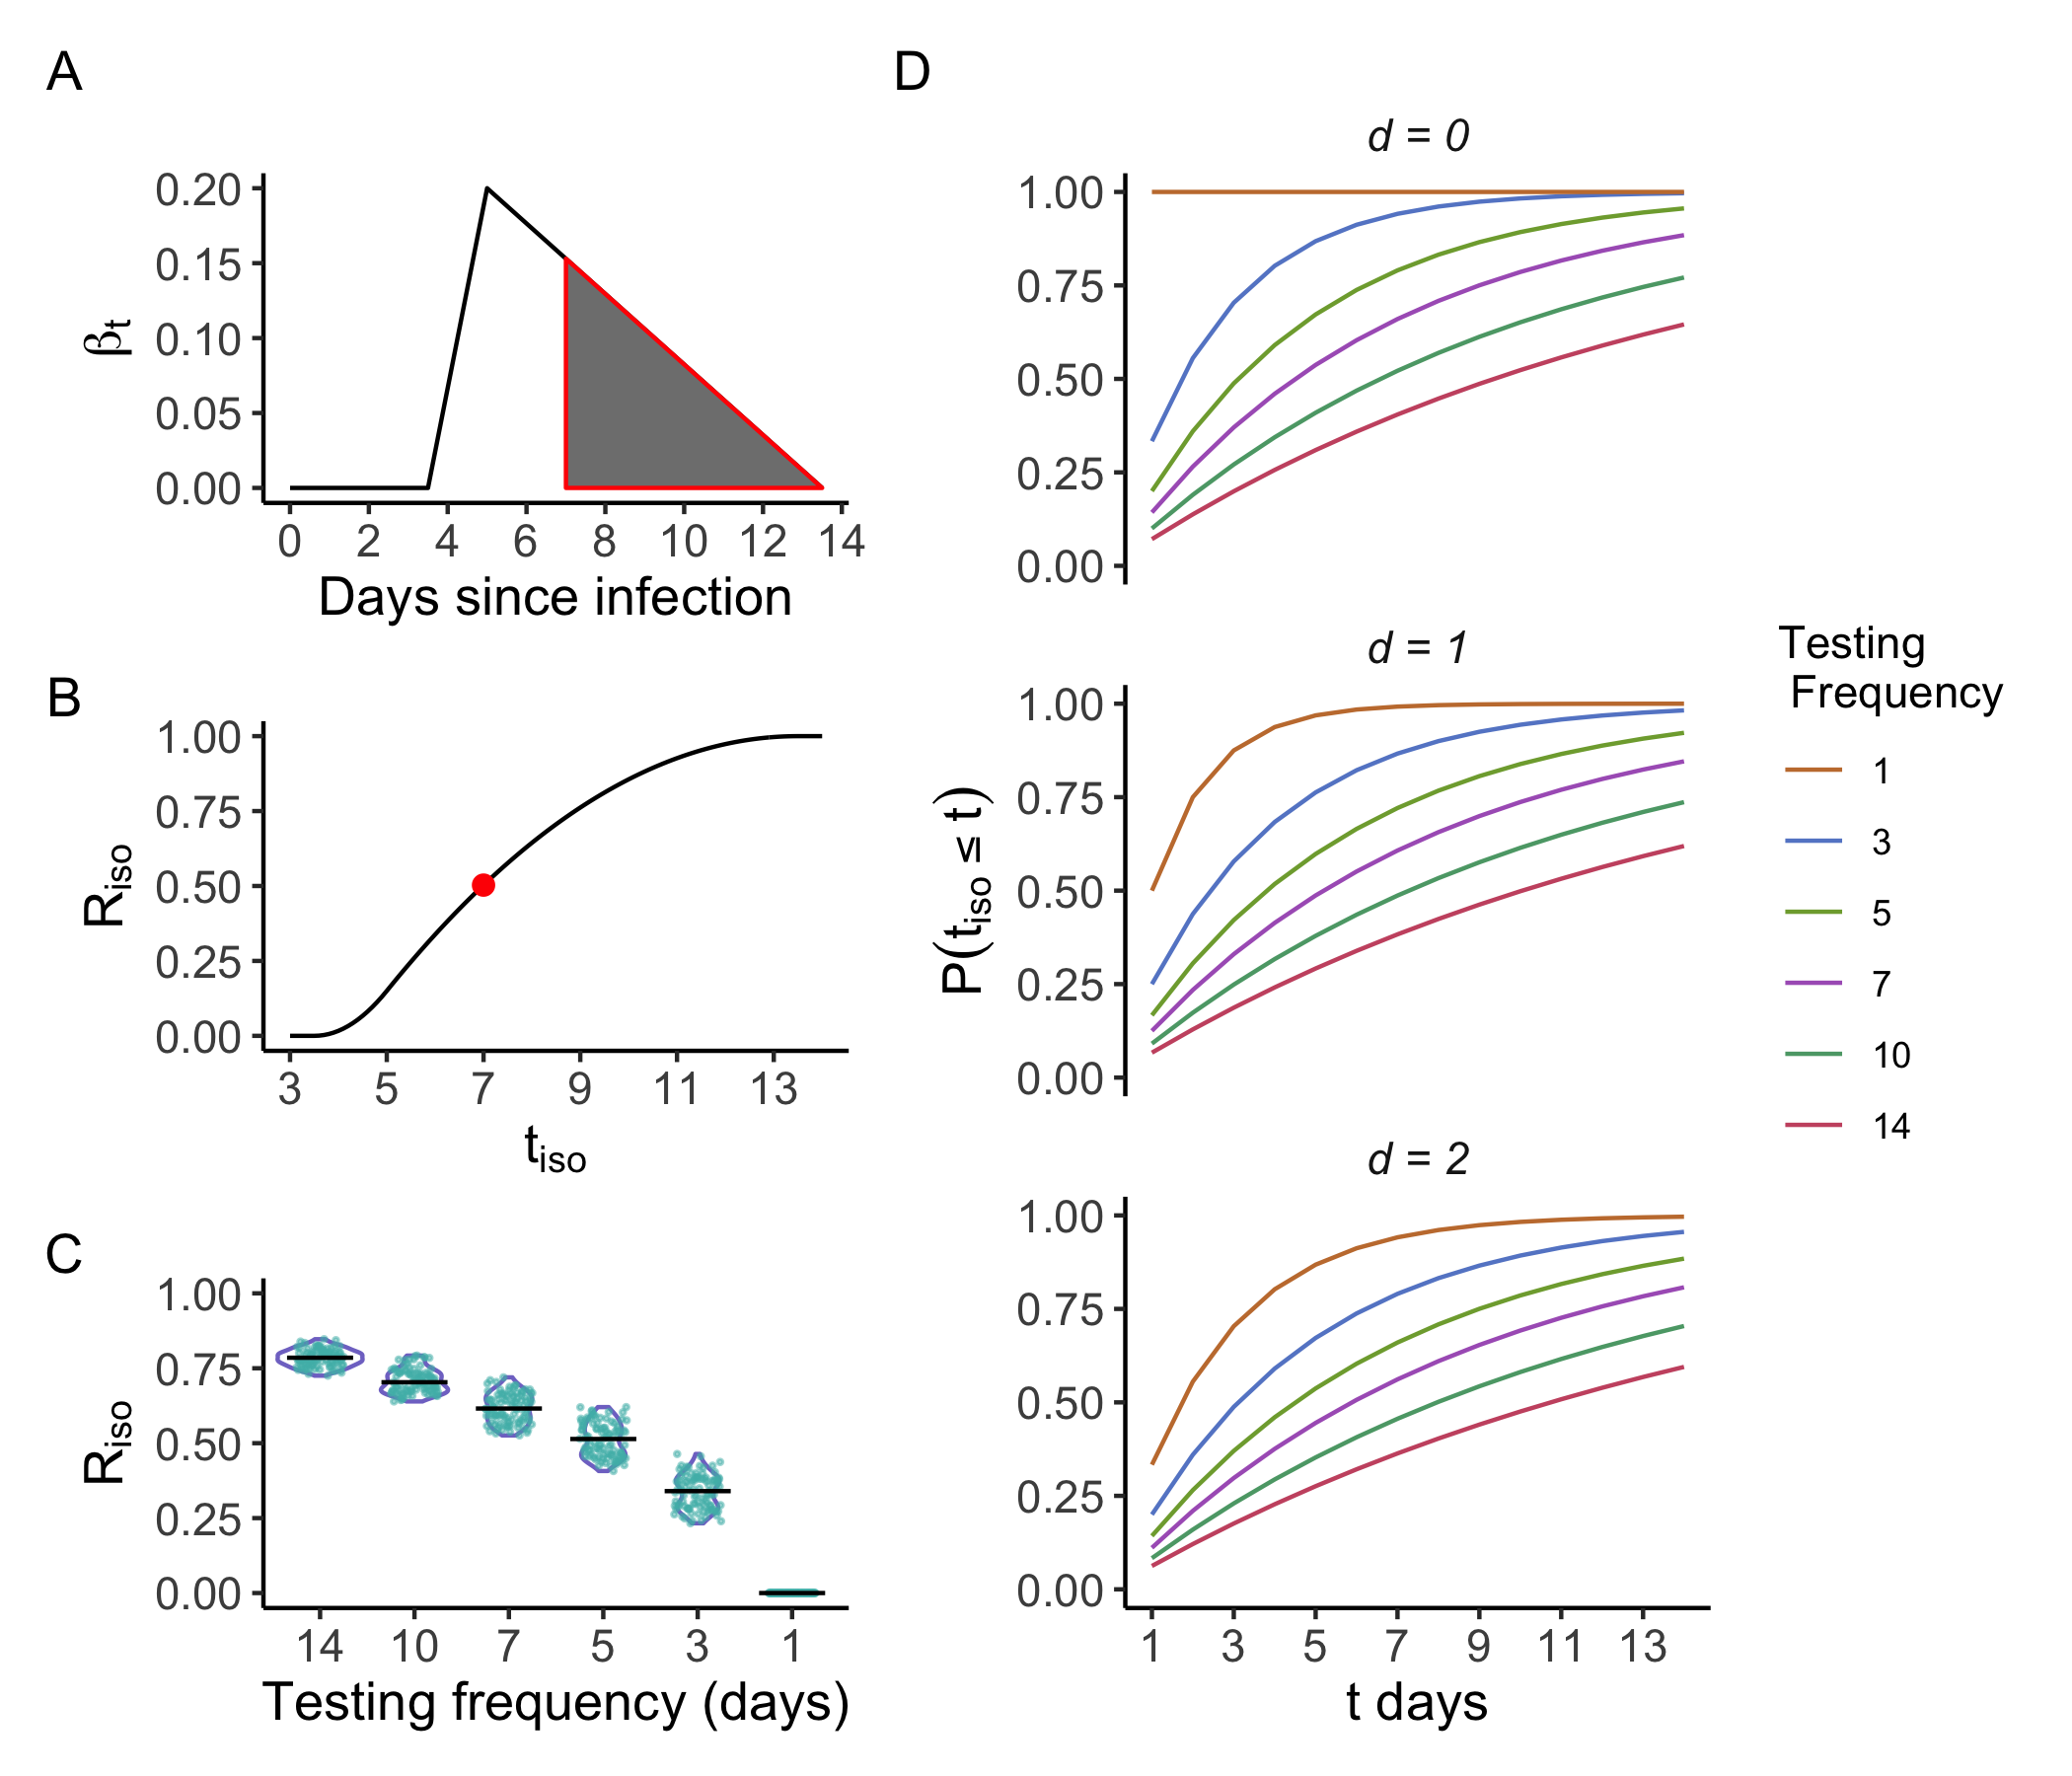 A
βt
0.20
0.15
0.10
0.05
0.00
0 2 4 6 8 10 12 14
Days since infection
B
Riso
1.00
0.75
0.50
0.25
0.00
3 5 7 9 11 13
tiso
C
Riso
1.00
0.75
0.50
0.25
0.00
14 10 7 5 3 1
Testing frequency (days)
D
P(tiso ≤ t)
d = 0
1.00
0.75
0.50
0.25
0.00
d = 1
1.00
0.75
0.50
0.25
0.00
d = 2
1.00
0.75
0.50
0.25
0.00
1 3 5 7 9 11 13
t days
Testing
Frequency
1
3
5
7
10
14